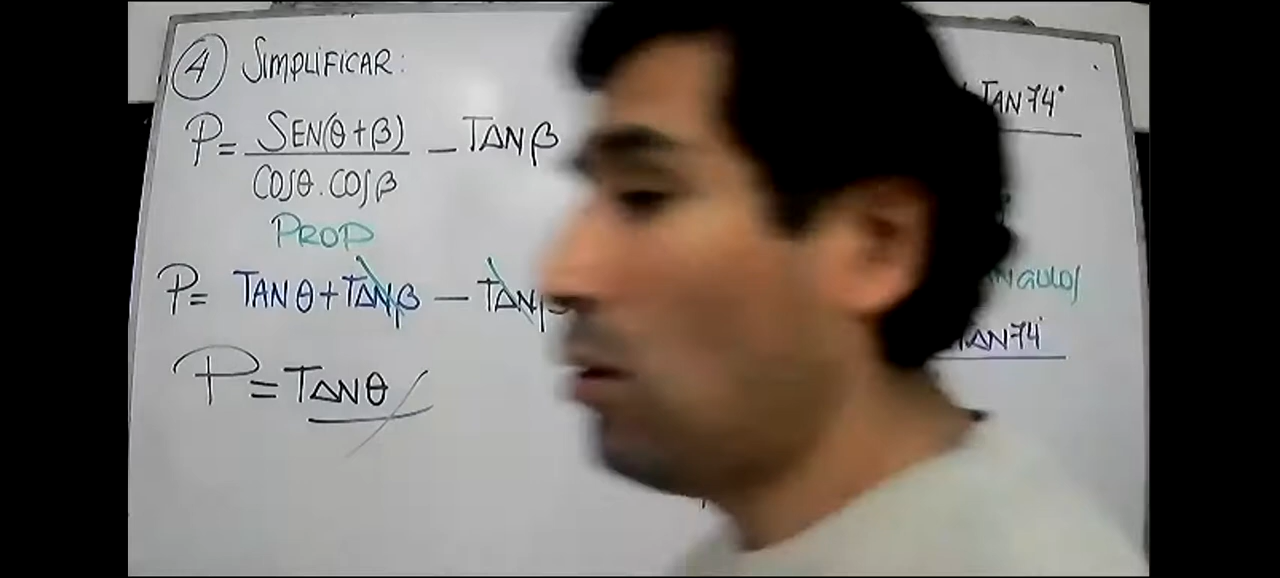 4 SIMPLIFICAR:
P = SEN(θ+β) / COSθ.COSβ – TANβ
PROP
P = TANθ + TANβ – TANβ
P = TANθ
TAN74°
TAN74°